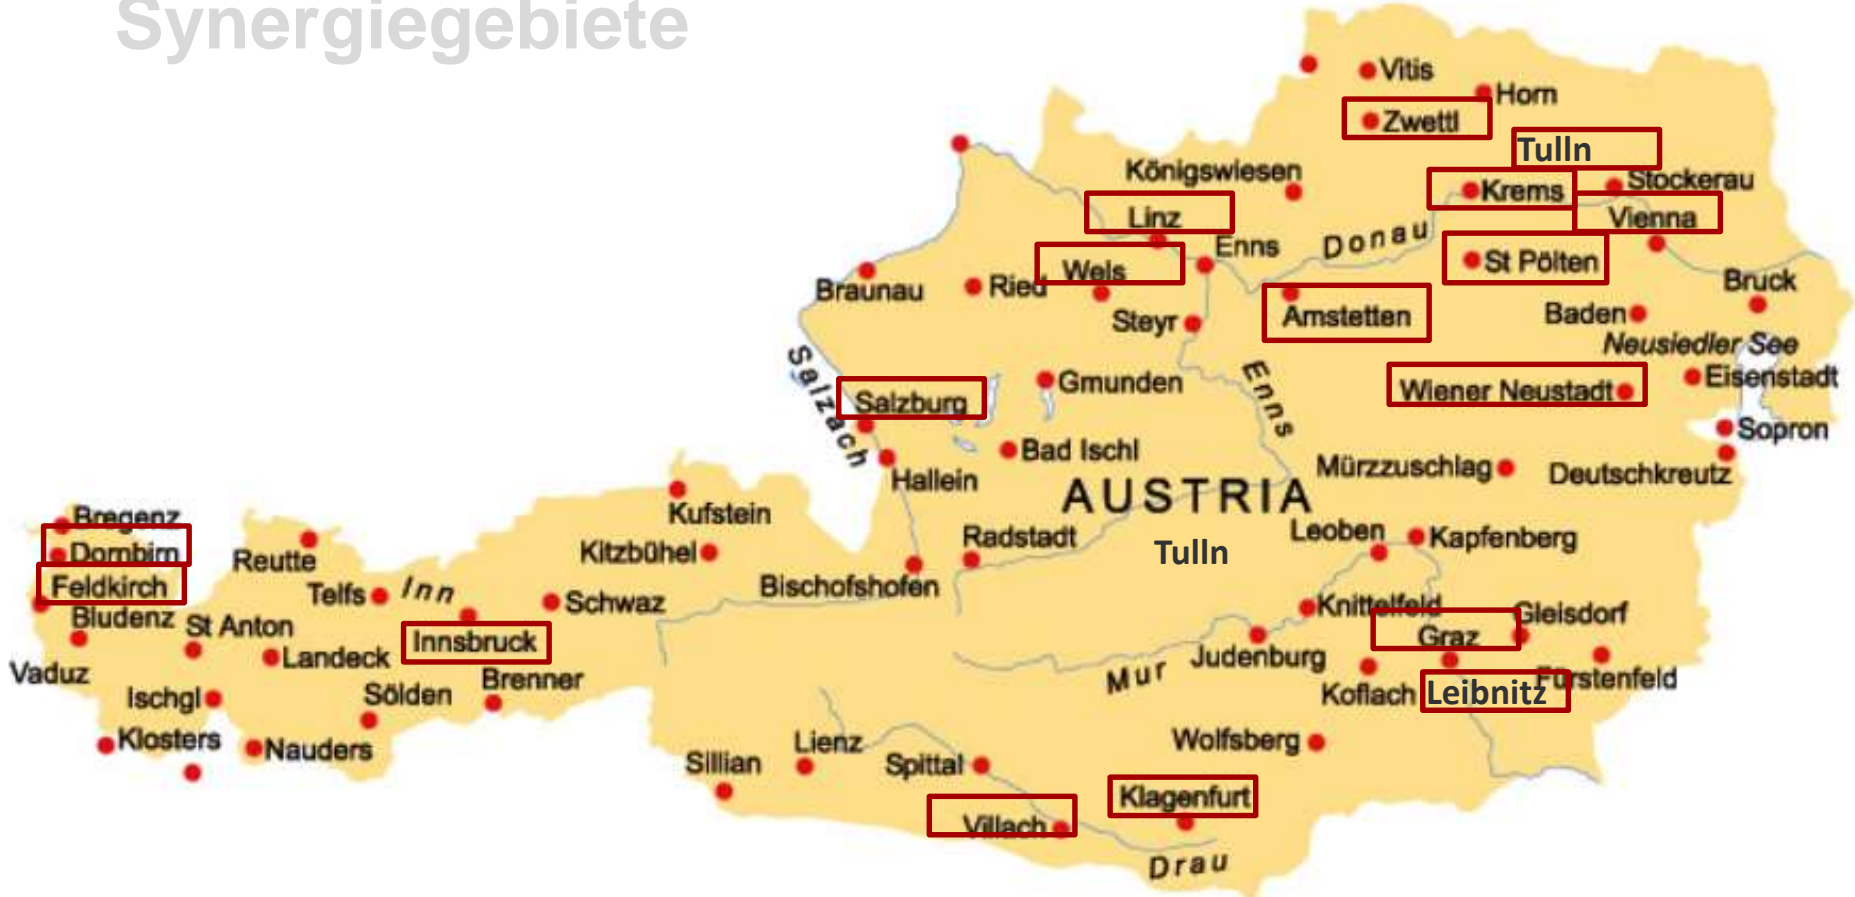 Synergiegebiete
Vitis
Horn
Zwettl
Tulln
Königswiesen
Krems
Stockerau
Linz
Vienna
Donau
Enns
St Pölten
Wels
Braunau
Ried
Bruck
Amstetten
Baden
Steyr
Neusiedler See
Salzach
Gmunden
Enns
Wiener Neustadt
Eisenstadt
Salzburg
Sopron
Bad Ischl
Mürzzuschlag
Deutschkreutz
Hallein
AUSTRIA
Kufstein
Bregenz
Leoben
Kapfenberg
Radstadt
Dornbirn
Kitzbühel
Tulln
Reutte
Feldkirch
Bischofshofen
Telfs
Inn
Schwaz
Knittelfeld
Gleisdorf
Bludenz
St Anton
Innsbruck
Graz
Landeck
Judenburg
Vaduz
Mur
Brenner
Fürstenfeld
Ischgl
Sölden
Koflach
Leibnitz
Klosters
Nauders
Lienz
Wolfsberg
Sillian
Spittal
Klagenfurt
Villach
Drau